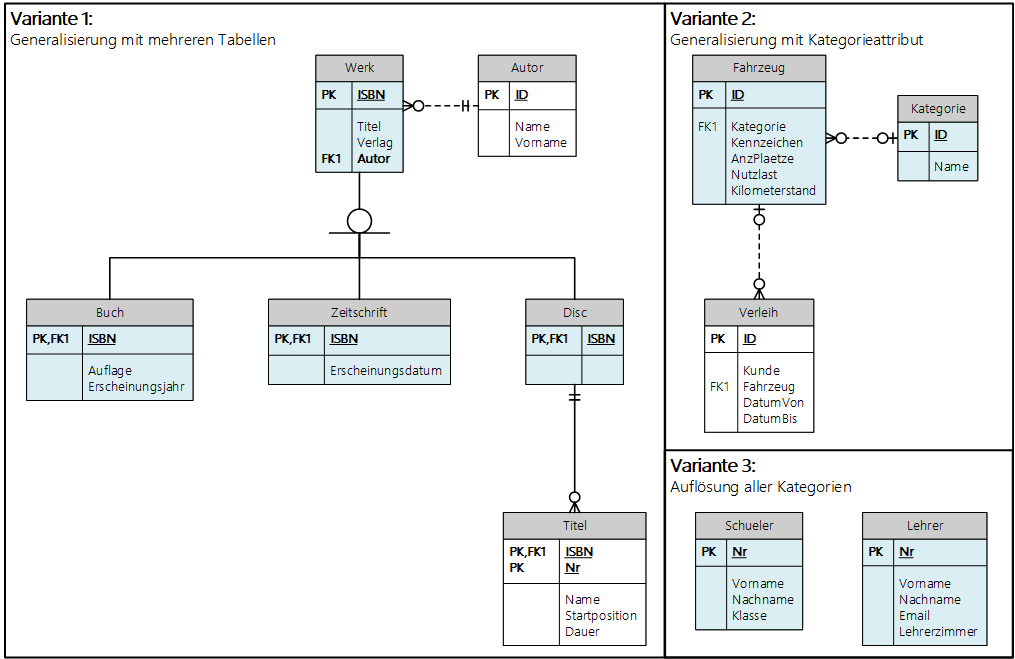 Variante 1:
Generalisierung mit mehreren Tabellen
Werk
PK ISBN
Titel
Verlag
FK1 Autor
Autor
PK ID
Name
Vorname
Buch
PK,FK1 ISBN
Auflage
Erscheinungsjahr
Zeitschrift
PK,FK1 ISBN
Erscheinungsdatum
Disc
PK,FK1 ISBN
Titel
PK,FK1 ISBN
PK Nr
Name
Startposition
Dauer
Variante 2:
Generalisierung mit Kategorieattribut
Fahrzeug
PK ID
FK1 Kategorie
Kennzeichen
AnzPlaetze
Nutzlast
Kilometerstand
Kategorie
PK ID
Name
Verleih
PK ID
Kunde
FK1 Fahrzeug
DatumVon
DatumBis
Variante 3:
Auflösung aller Kategorien
Schueler
PK Nr
Vorname
Nachname
Klasse
Lehrer
PK Nr
Vorname
Nachname
Email
Lehrerzimmer